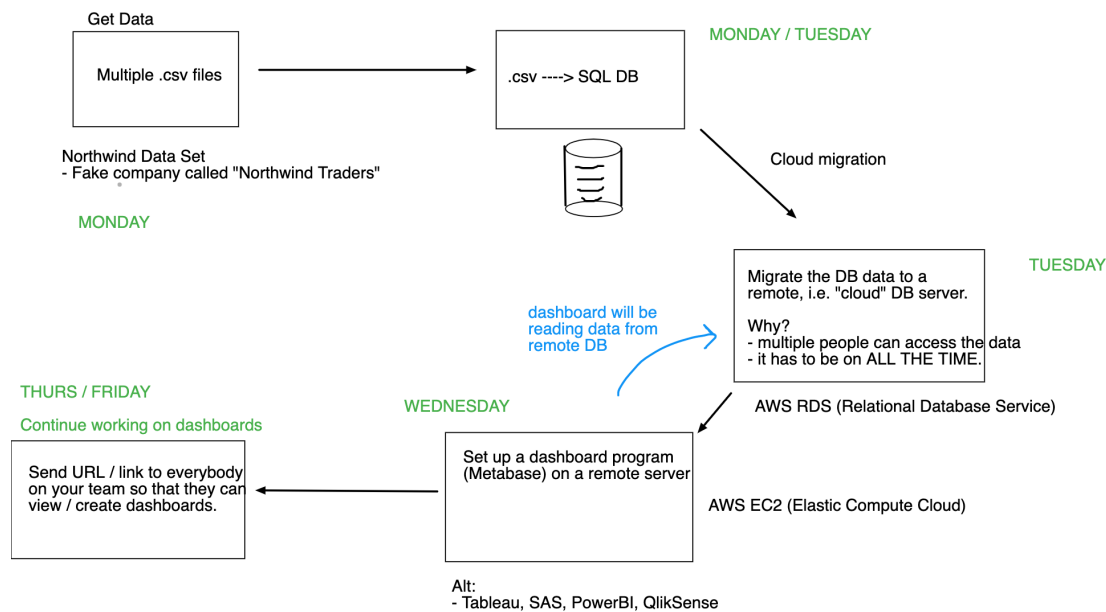 Get Data
Multiple .csv files
Northwind Data Set
- Fake company called "Northwind Traders"
MONDAY
MONDAY / TUESDAY
.csv ----> SQL DB
Cloud migration
TUESDAY
Migrate the DB data to a
remote, i.e. "cloud" DB server.
Why?
- multiple people can access the data
- it has to be on ALL THE TIME.
AWS RDS (Relational Database Service)
dashboard will be
reading data from
remote DB
WEDNESDAY
Set up a dashboard program
(Metabase) on a remote server
AWS EC2 (Elastic Compute Cloud)
Alt:
- Tableau, SAS, PowerBI, QlikSense
THURS / FRIDAY
Continue working on dashboards
Send URL / link to everybody
on your team so that they can
view / create dashboards.